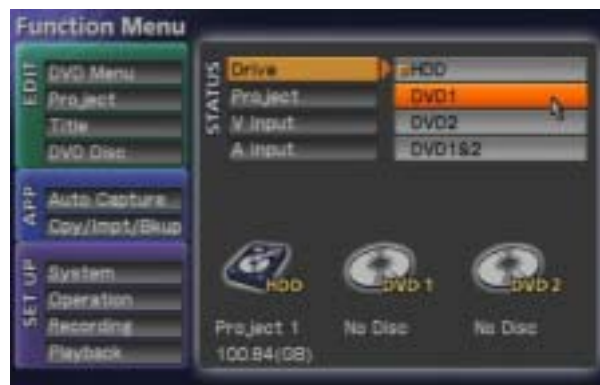 Function Menu
EDIT
DVD Menu
Project
Title
DVD Disc
APP
Auto Capture
Cpy/Impt/Bkup
SET UP
System
Operation
Recording
Playback
STATUS
Drive
Project
V Input
A Input
HDD
DVD1
DVD2
DVD1&2
HDD
DVD 1
DVD 2
Project 1
No Disc
No Disc
100.84(GB)